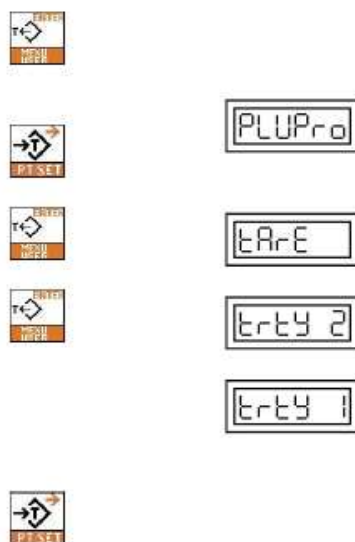 T ENTER
MENU
USER
PLUPro
T
PT SET
T ENTER
MENU
USER
tArE
T ENTER
MENU
USER
trtY 2
trtY 1
T
PT SET